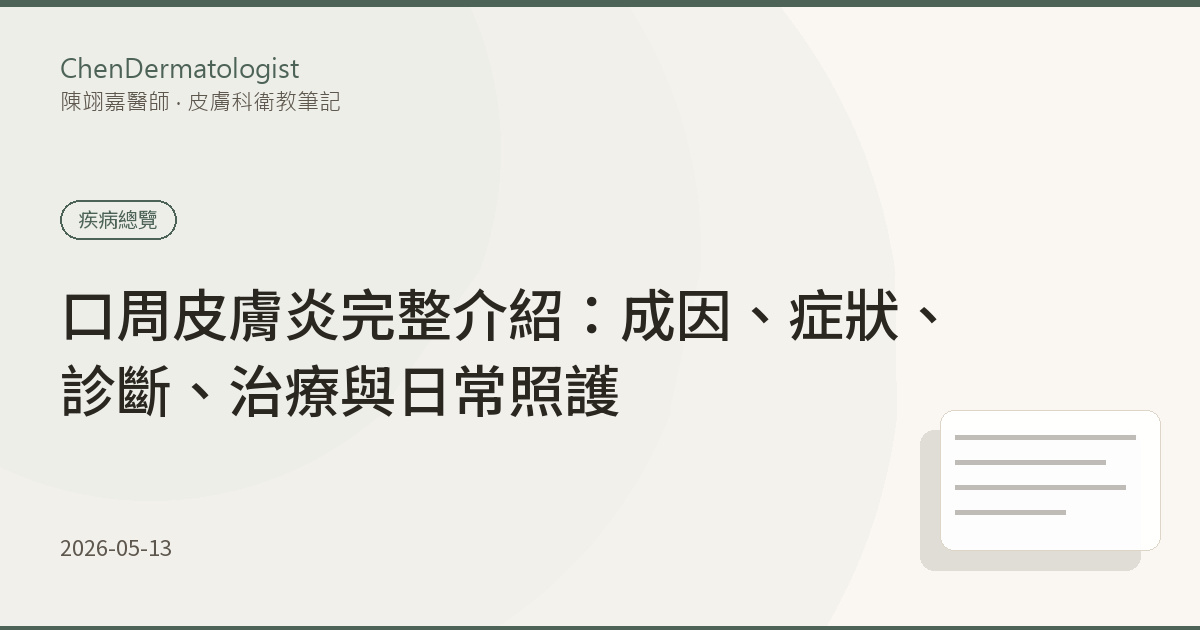 ChenDermatologist
陳翊嘉醫師 · 皮膚科衛教筆記
疾病總覽
口周皮膚炎完整介紹：成因、症狀、
診斷、治療與日常照護
2026-05-13